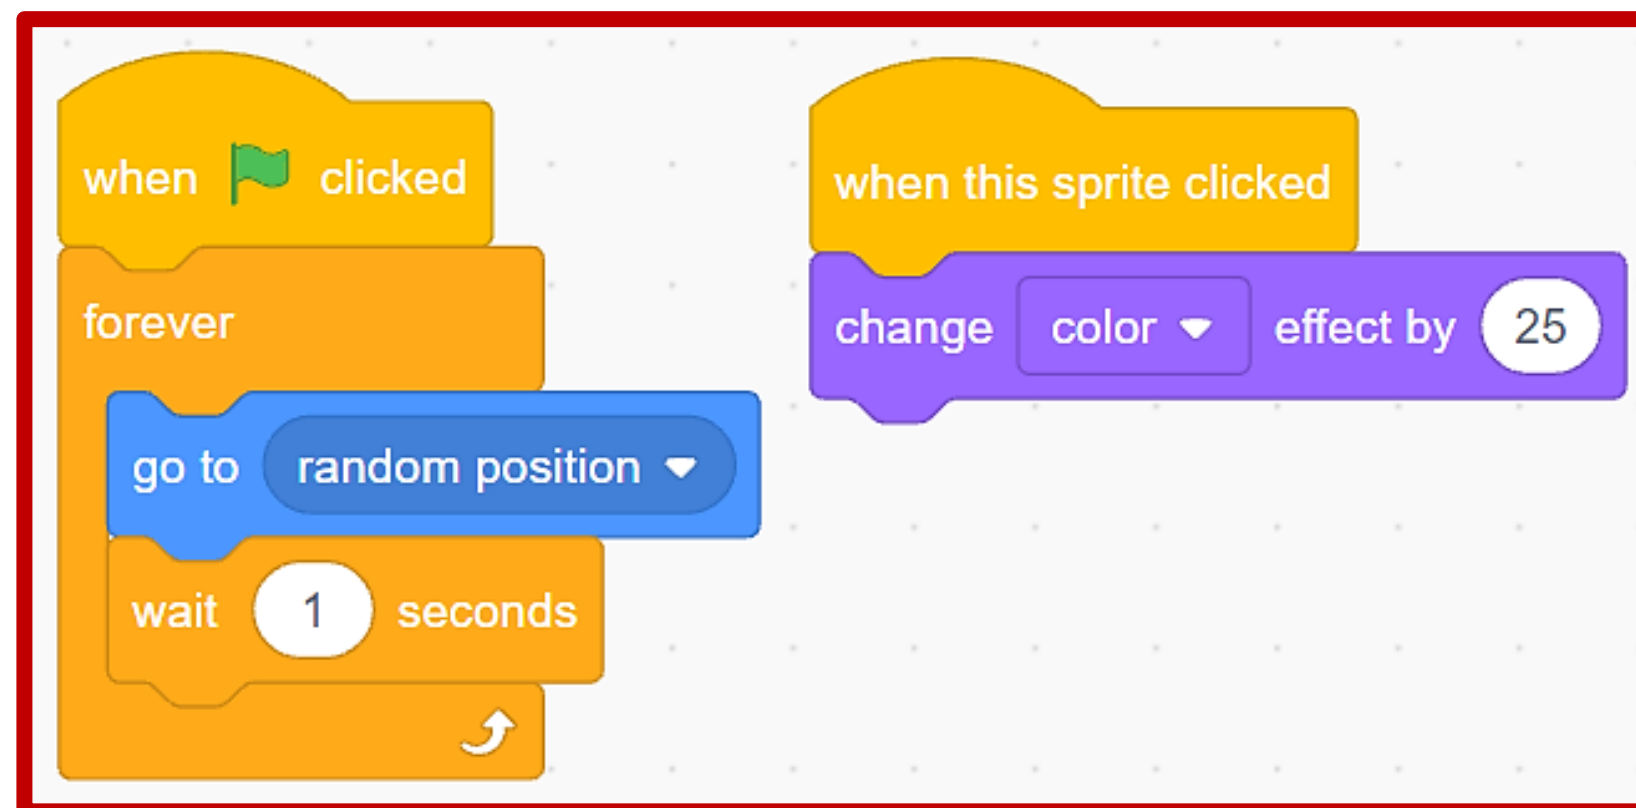 when clicked
forever
go to random position
wait 1 seconds
when this sprite clicked
change color effect by 25